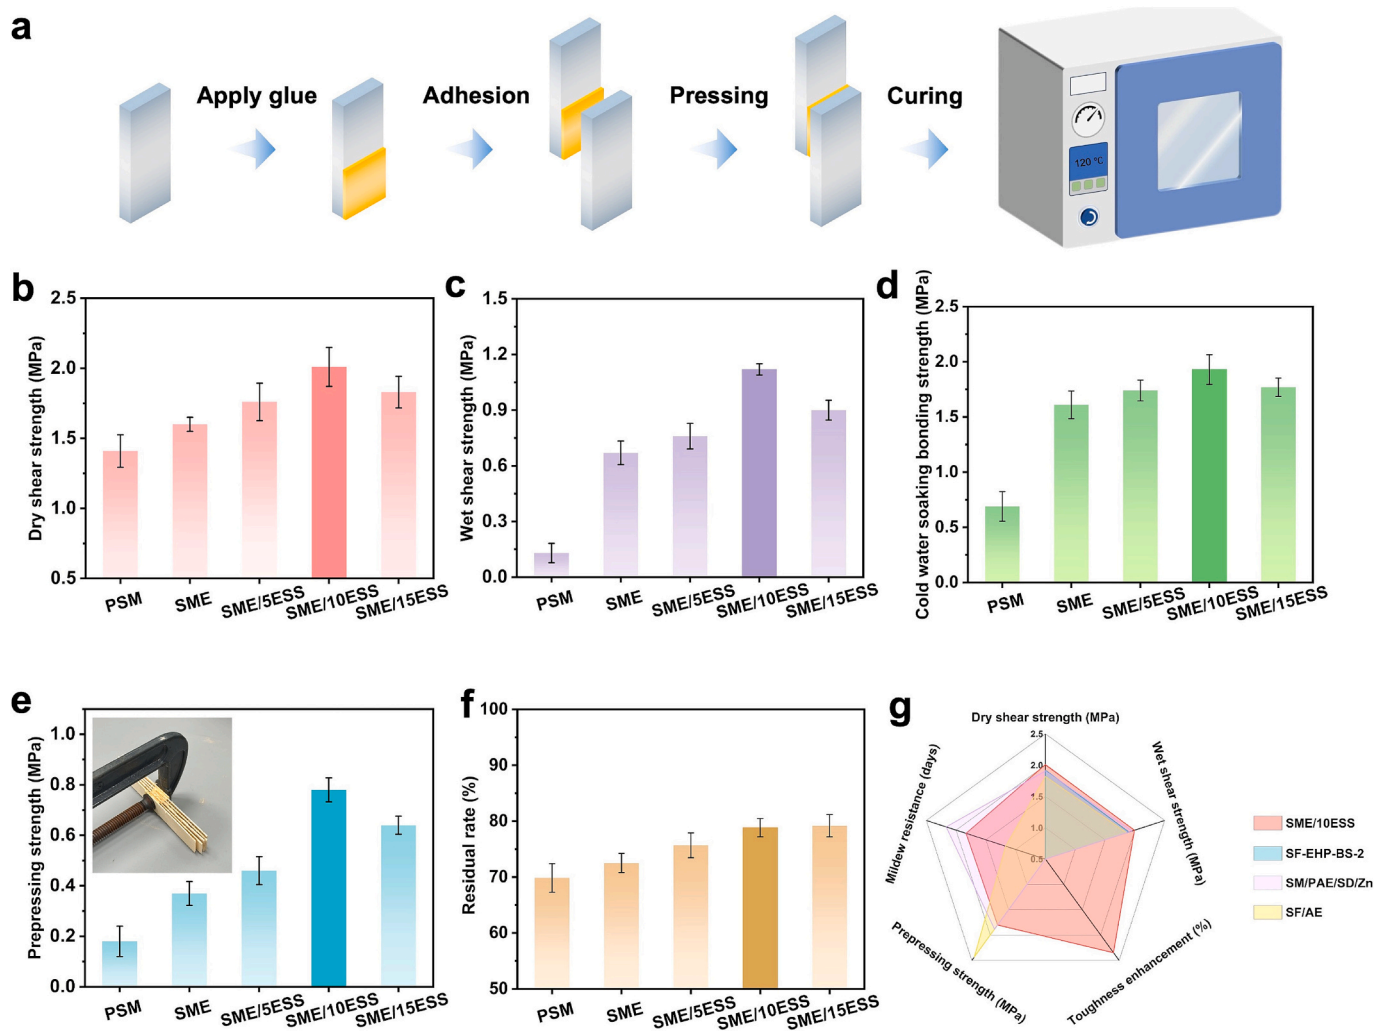 a
Apply glue
Adhesion
Pressing
Curing
120 °C
b
Dry shear strength (MPa)
2.5
2.0
1.5
1.0
0.5
PSM
SME
SME/5ESS
SME/10ESS
SME/15ESS
c
Wet shear strength (MPa)
1.5
1.2
0.9
0.6
0.3
0.0
PSM
SME
SME/5ESS
SME/10ESS
SME/15ESS
d
Cold water soaking bonding strength (MPa)
2.5
2.0
1.5
1.0
0.5
0.0
PSM
SME
SME/5ESS
SME/10ESS
SME/15ESS
e
Prepressing strength (MPa)
1.0
0.8
0.6
0.4
0.2
0.0
PSM
SME
SME/5ESS
SME/10ESS
SME/15ESS
f
Residual rate (%)
100
90
80
70
60
50
PSM
SME
SME/5ESS
SME/10ESS
SME/15ESS
g
Dry shear strength (MPa)
Wet shear strength (MPa)
Toughness enhancement (%)
Prepressing strength (MPa)
Mildew resistance (days)
2.5
2.0
1.5
1.0
0.5
SME/10ESS
SF-EHP-BS-2
SM/PAE/SD/Zn
SF/AE